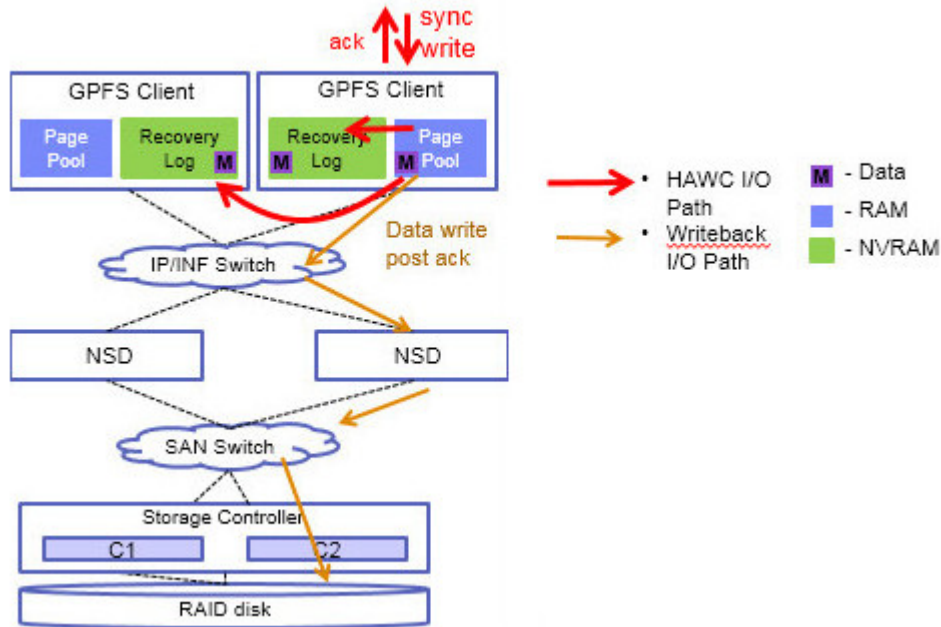 ack
sync
write
GPFS Client
GPFS Client
Page
Pool
Recovery
Log
M
Recovery
Log
M
Page
Pool
M
• HAWC I/O
Path
• Writeback
I/O Path
M - Data
- RAM
- NVRAM
Data write
post ack
IP/INF Switch
NSD
NSD
SAN Switch
Storage Controller
C1
C2
RAID disk